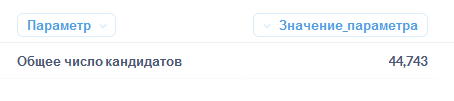 Параметр Значение_параметра
Общее число кандидатов 44,743